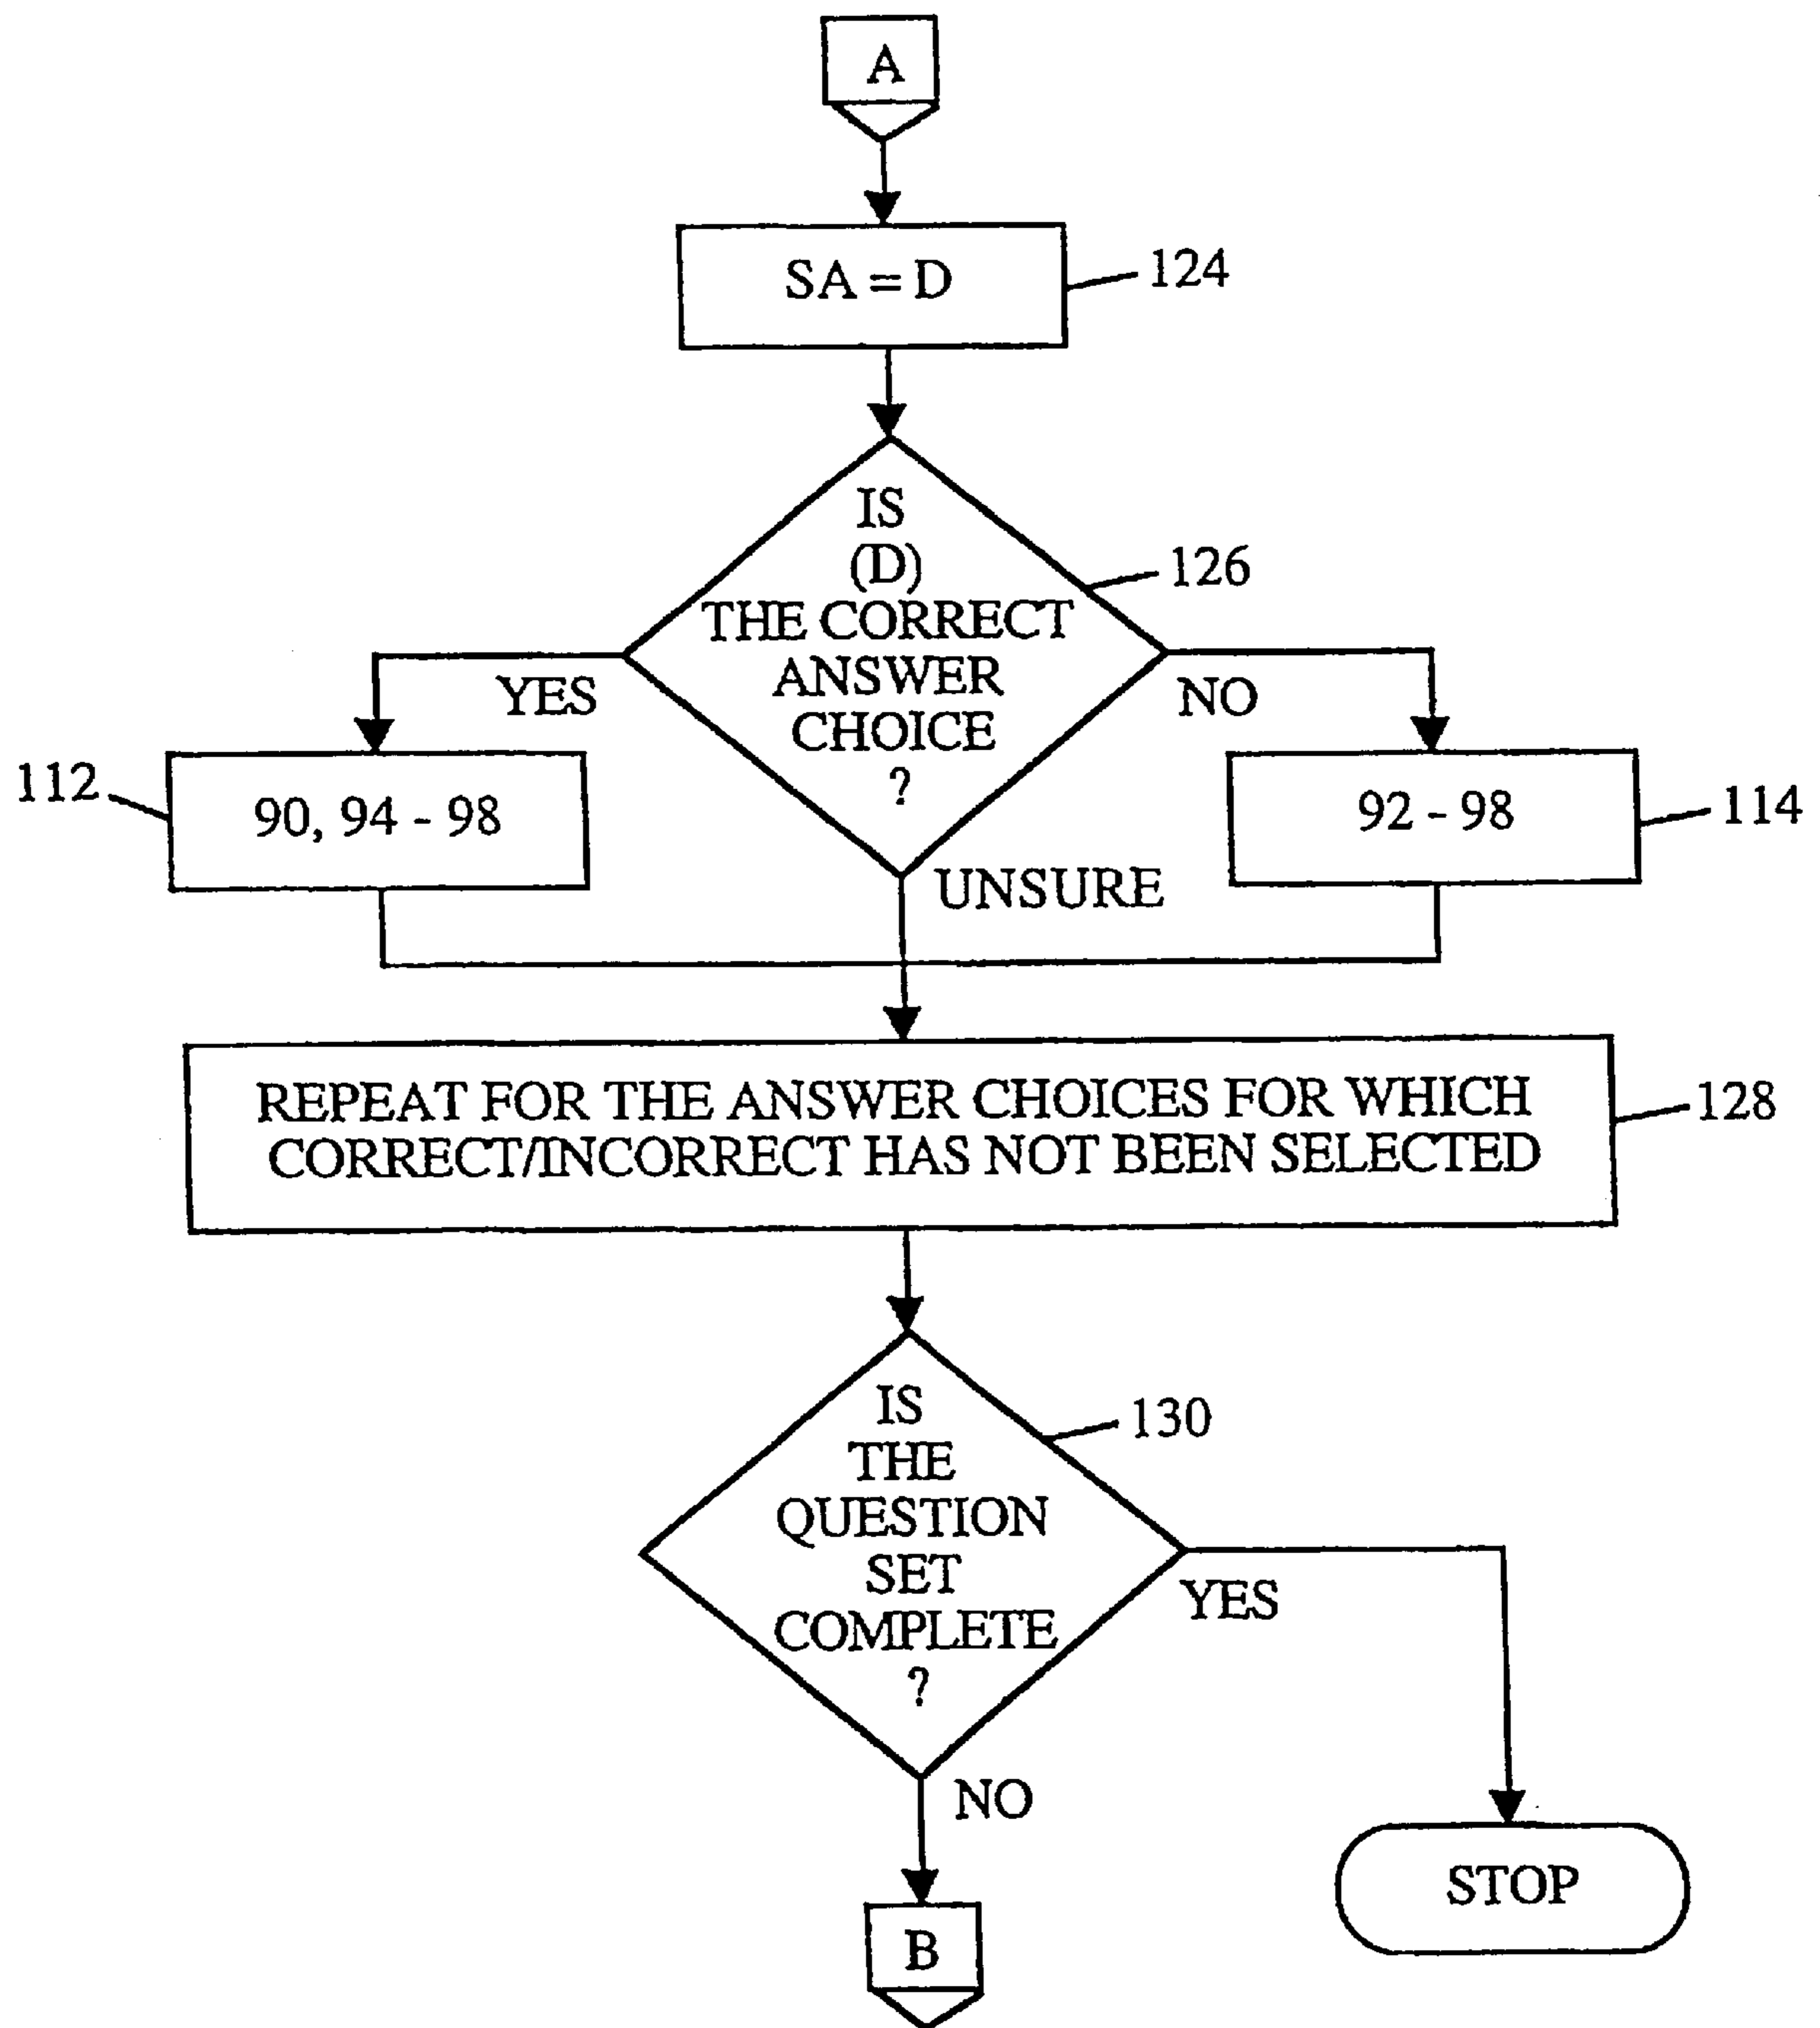 A
SA = D
124
IS
(D)
THE CORRECT
ANSWER
CHOICE
?
126
YES
NO
UNSURE
112
90, 94 - 98
92 - 98
114
REPEAT FOR THE ANSWER CHOICES FOR WHICH
CORRECT/INCORRECT HAS NOT BEEN SELECTED
128
IS
THE
QUESTION
SET
COMPLETE
?
130
YES
NO
STOP
B